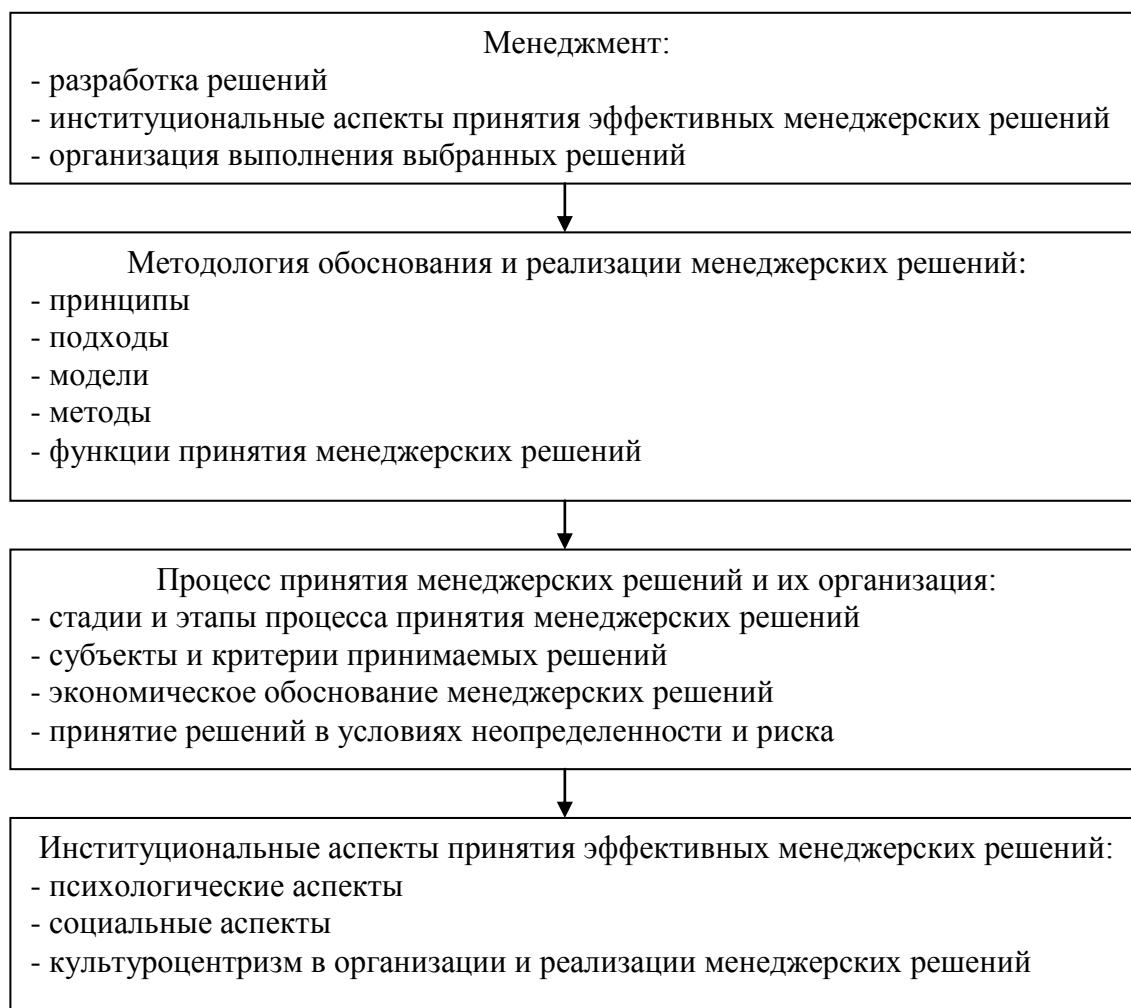 Менеджмент:
- разработка решений
- институциональные аспекты принятия эффективных менеджерских решений
- организация выполнения выбранных решений
Методология обоснования и реализации менеджерских решений:
- принципы
- подходы
- модели
- методы
- функции принятия менеджерских решений
Процесс принятия менеджерских решений и их организация:
- стадии и этапы процесса принятия менеджерских решений
- субъекты и критерии принимаемых решений
- экономическое обоснование менеджерских решений
- принятие решений в условиях неопределенности и риска
Институциональные аспекты принятия эффективных менеджерских решений:
- психологические аспекты
- социальные аспекты
- культуроцентризм в организации и реализации менеджерских решений